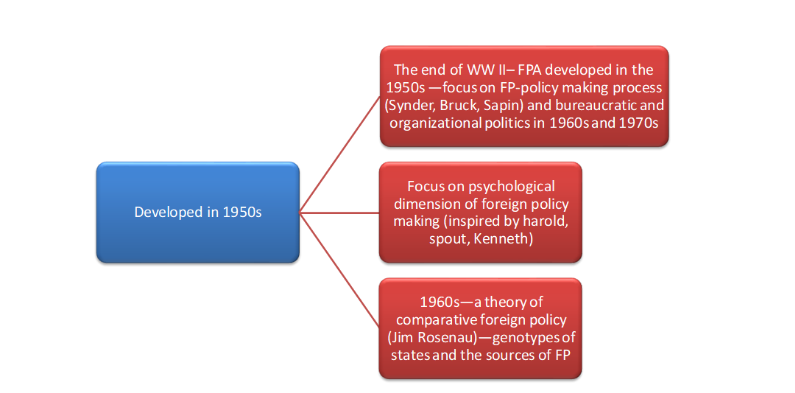 The end of WW II– FPA developed in the
1950s —focus on FP-policy making process
(Synder, Bruck, Sapin) and bureaucratic and
organizational politics in 1960s and 1970s
Developed in 1950s
Focus on psychological
dimension of foreign policy
making (inspired by harold,
spout, Kenneth)
1960s—a theory of
comparative foreign policy
(Jim Rosenau)—genotypes of
states and the sources of FP